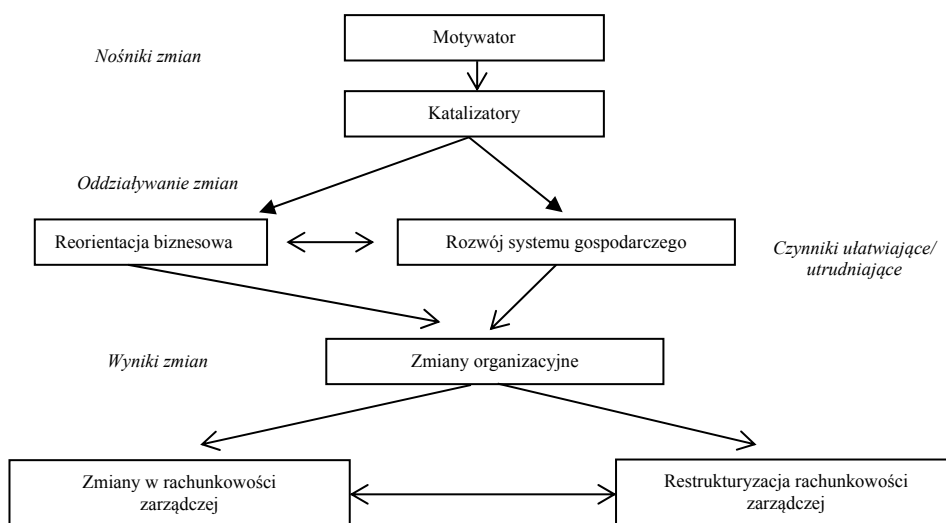 Motywator
Nośniki zmian
Katalizatory
Oddziaływanie zmian
Reorientacja biznesowa
Rozwój systemu gospodarczego
Czynniki ułatwiające/
utrudniające
Wyniki zmian
Zmiany organizacyjne
Zmiany w rachunkowości
zarządczej
Restrukturyzacja rachunkowości
zarządczej